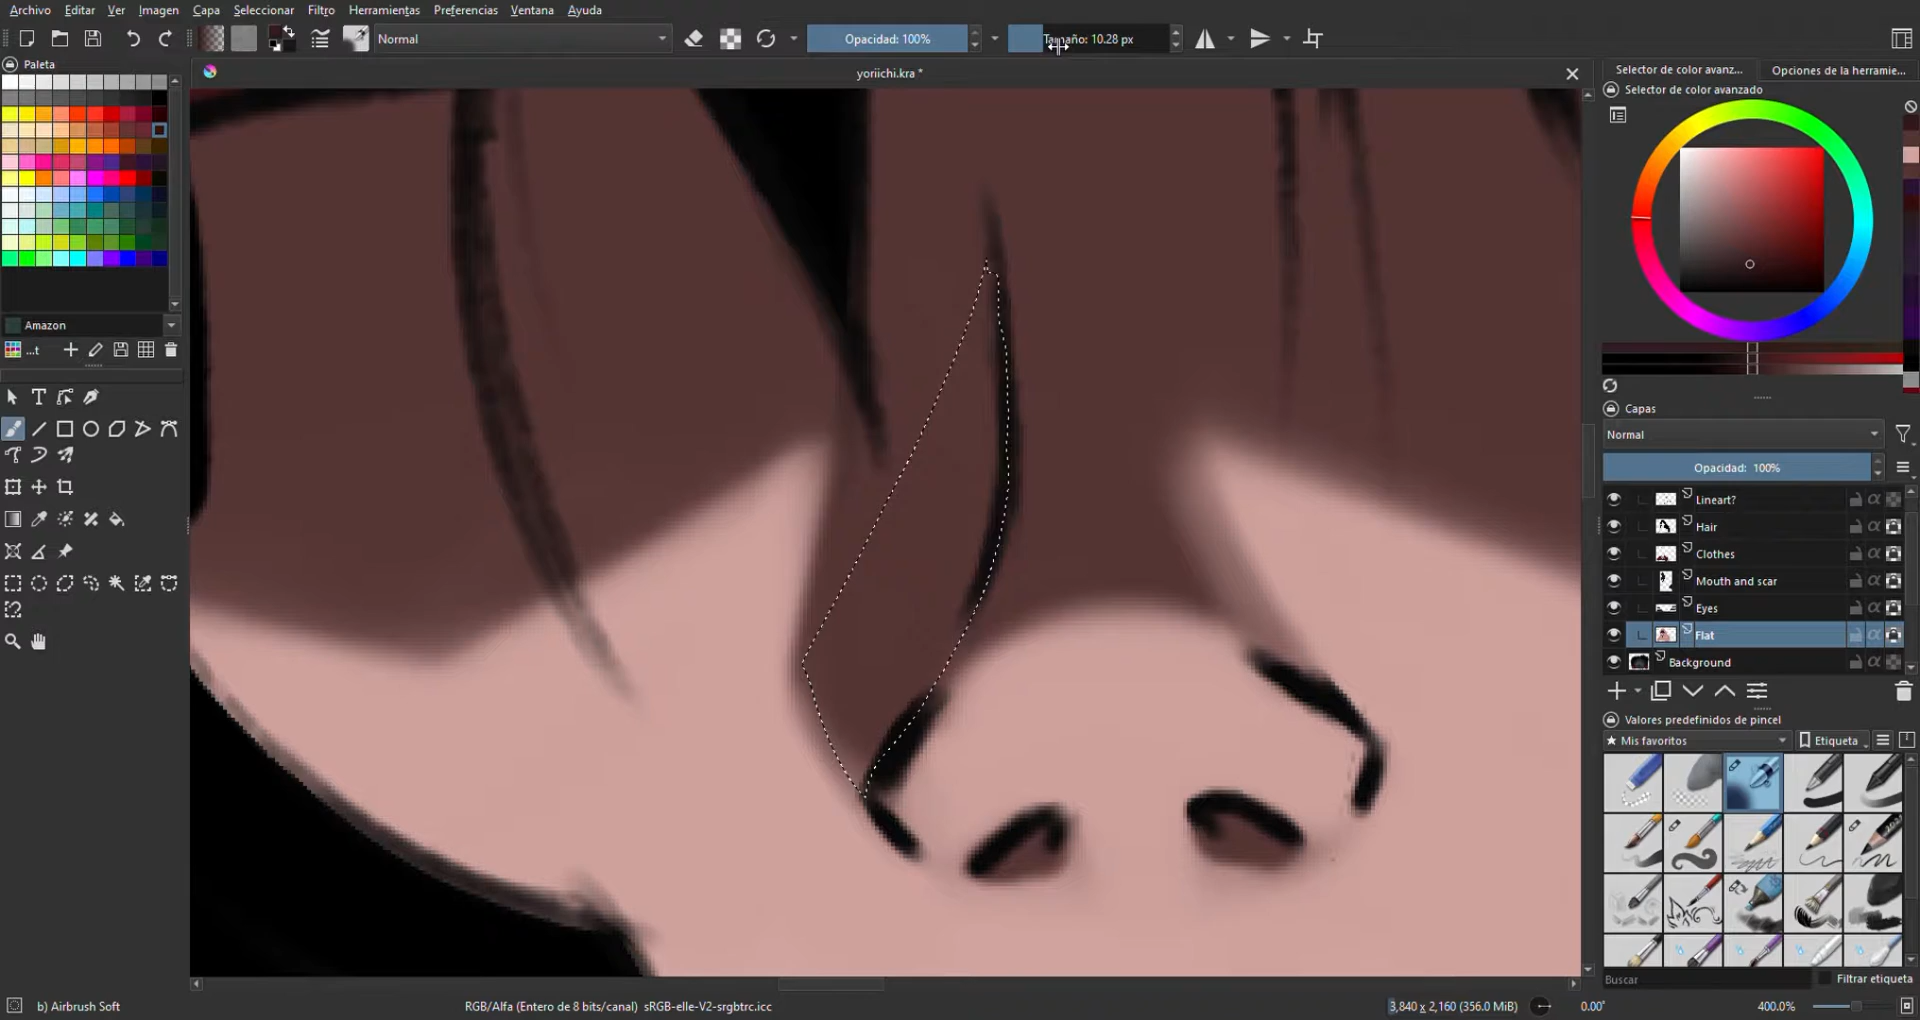 Archivo Editar Ver Imagen Capa Seleccionar Filtro Herramientas Preferencias Ventana Ayuda
Normal
Opacidad: 100%
Tamaño: 10.28 px
Paleta
yoriichi.kra *
Selector de color avanz...
Opciones de la herramie...
Selector de color avanzado
Amazon
...t
Capas
Normal
Opacidad: 100%
Lineart?
Hair
Clothes
Mouth and scar
Eyes
Flat
Background
Valores predefinidos de pincel
Mis favoritos
Etiqueta
Buscar
Filtrar etiqueta
b) Airbrush Soft
RGB/Alfa (Entero de 8 bits/canal) sRGB-elle-V2-srgbtrc.icc
3,840 x 2,160 (356.0 MiB)
0.00°
400.0%